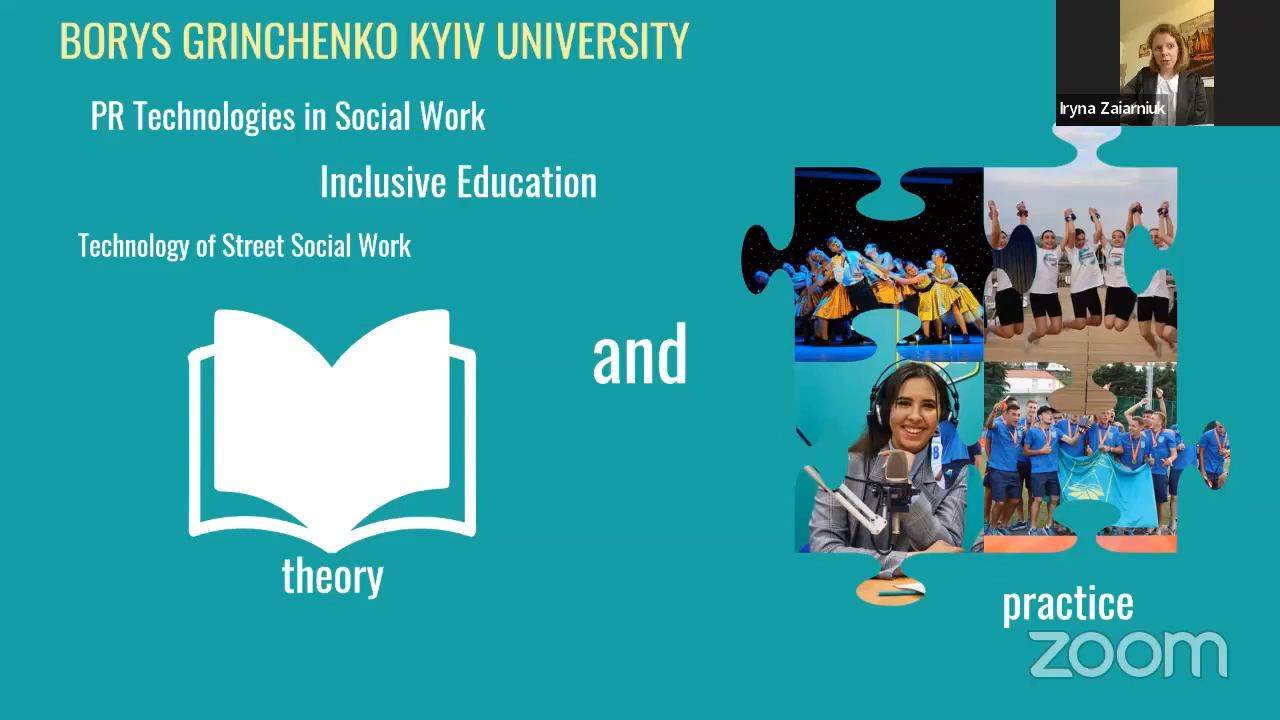 BORYS GRINCHENKO KYIV UNIVERSITY
Iryna Zaiarniuk
PR Technologies in Social Work
Inclusive Education
Technology of Street Social Work
and
theory
practice
zoom